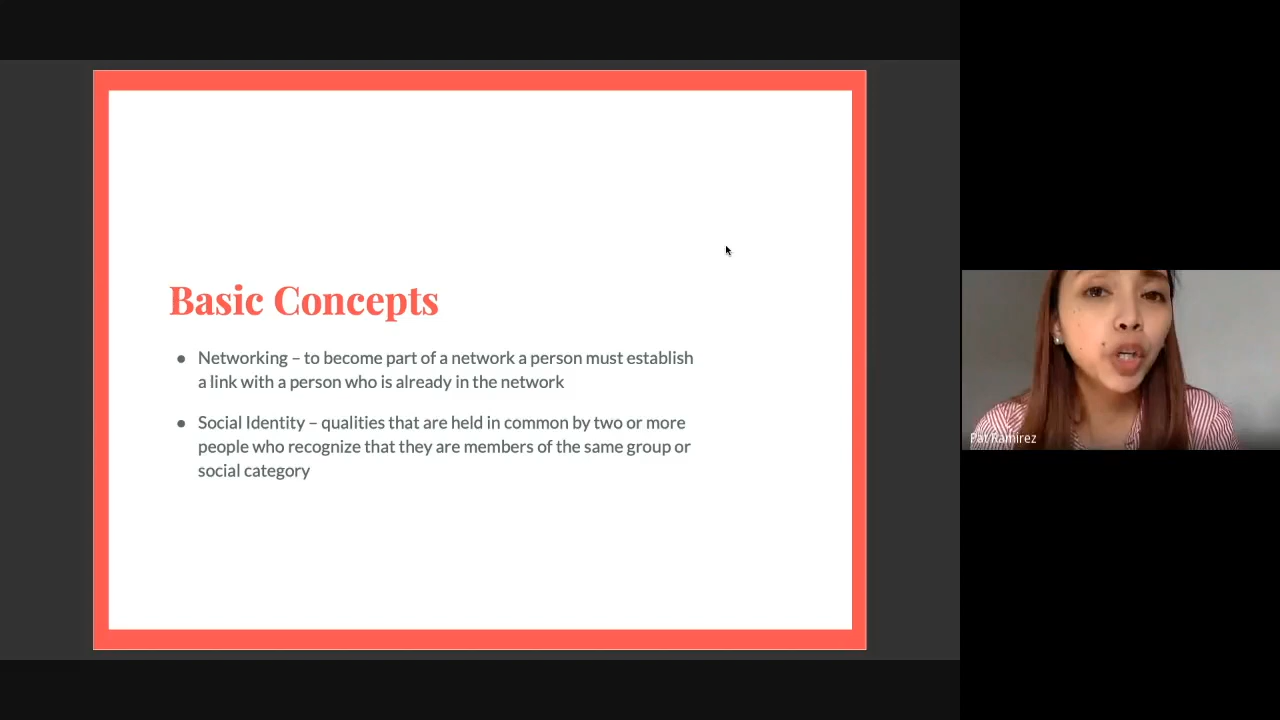 Basic Concepts
● Networking – to become part of a network a person must establish
a link with a person who is already in the network
● Social Identity – qualities that are held in common by two or more
people who recognize that they are members of the same group or
social category
Pat Ramirez